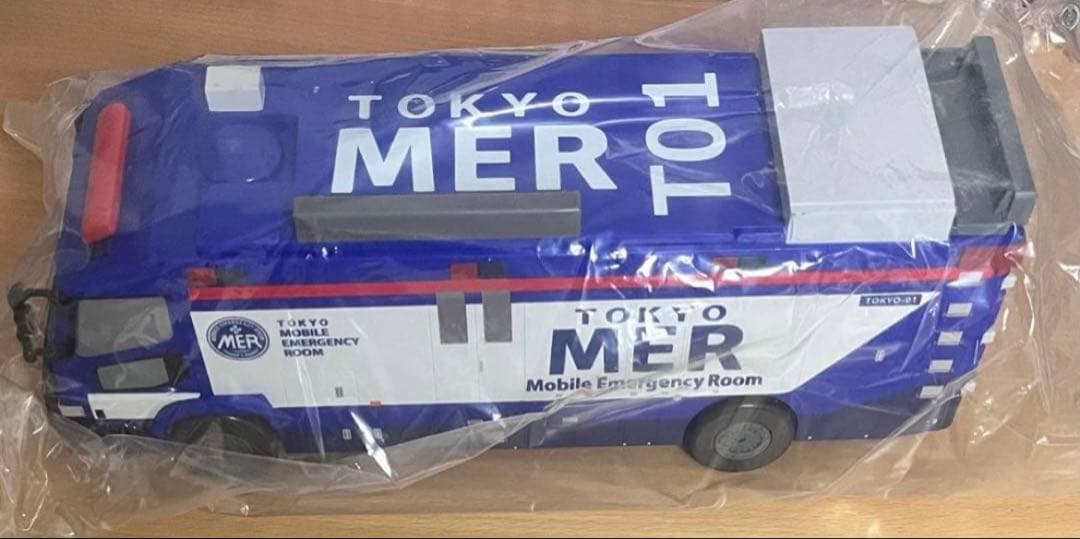 TOKYO
MER
T01
TOKYO-01
MER
TOKYO
MOBILE
EMERGENCY
ROOM
TOKYO
MER
Mobile Emergency Room